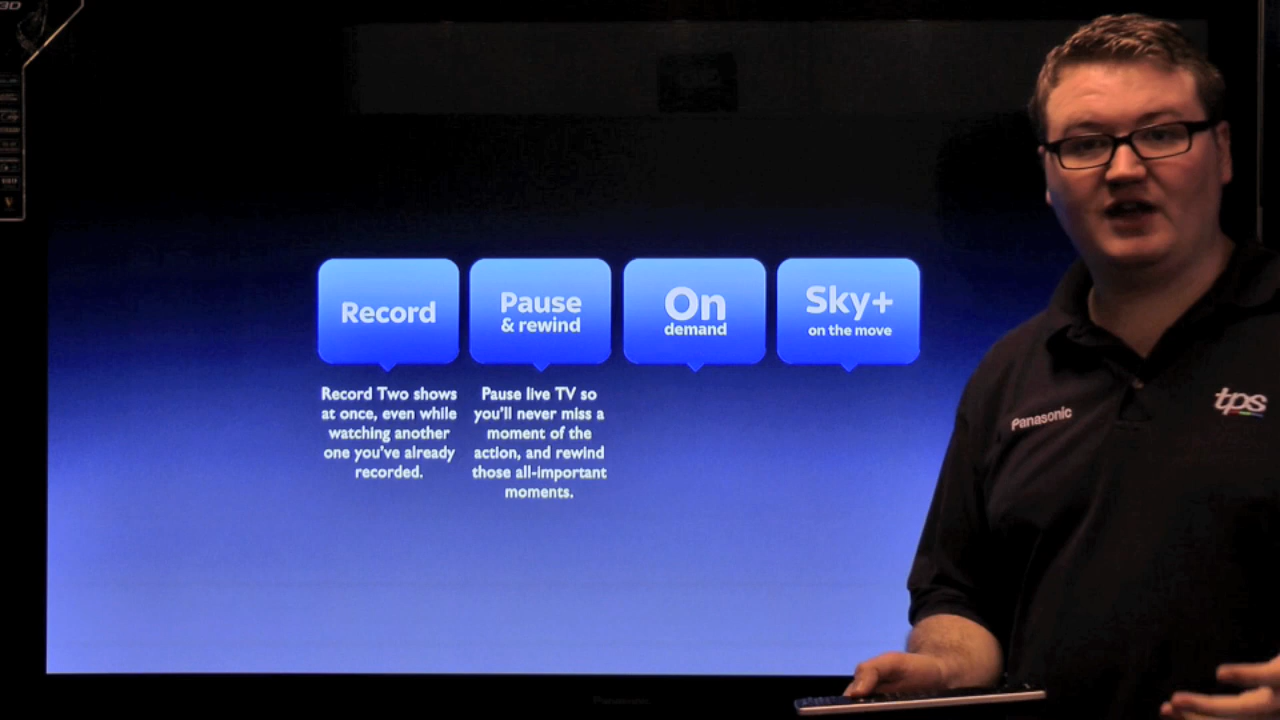 3D
Record
Pause
& rewind
On
demand
Sky+
on the move
Record Two shows
at once, even while
watching another
one you've already
recorded.
Pause live TV so
you'll never miss a
moment of the
action, and rewind
those all-important
moments.
Panasonic
tps
Panasonic